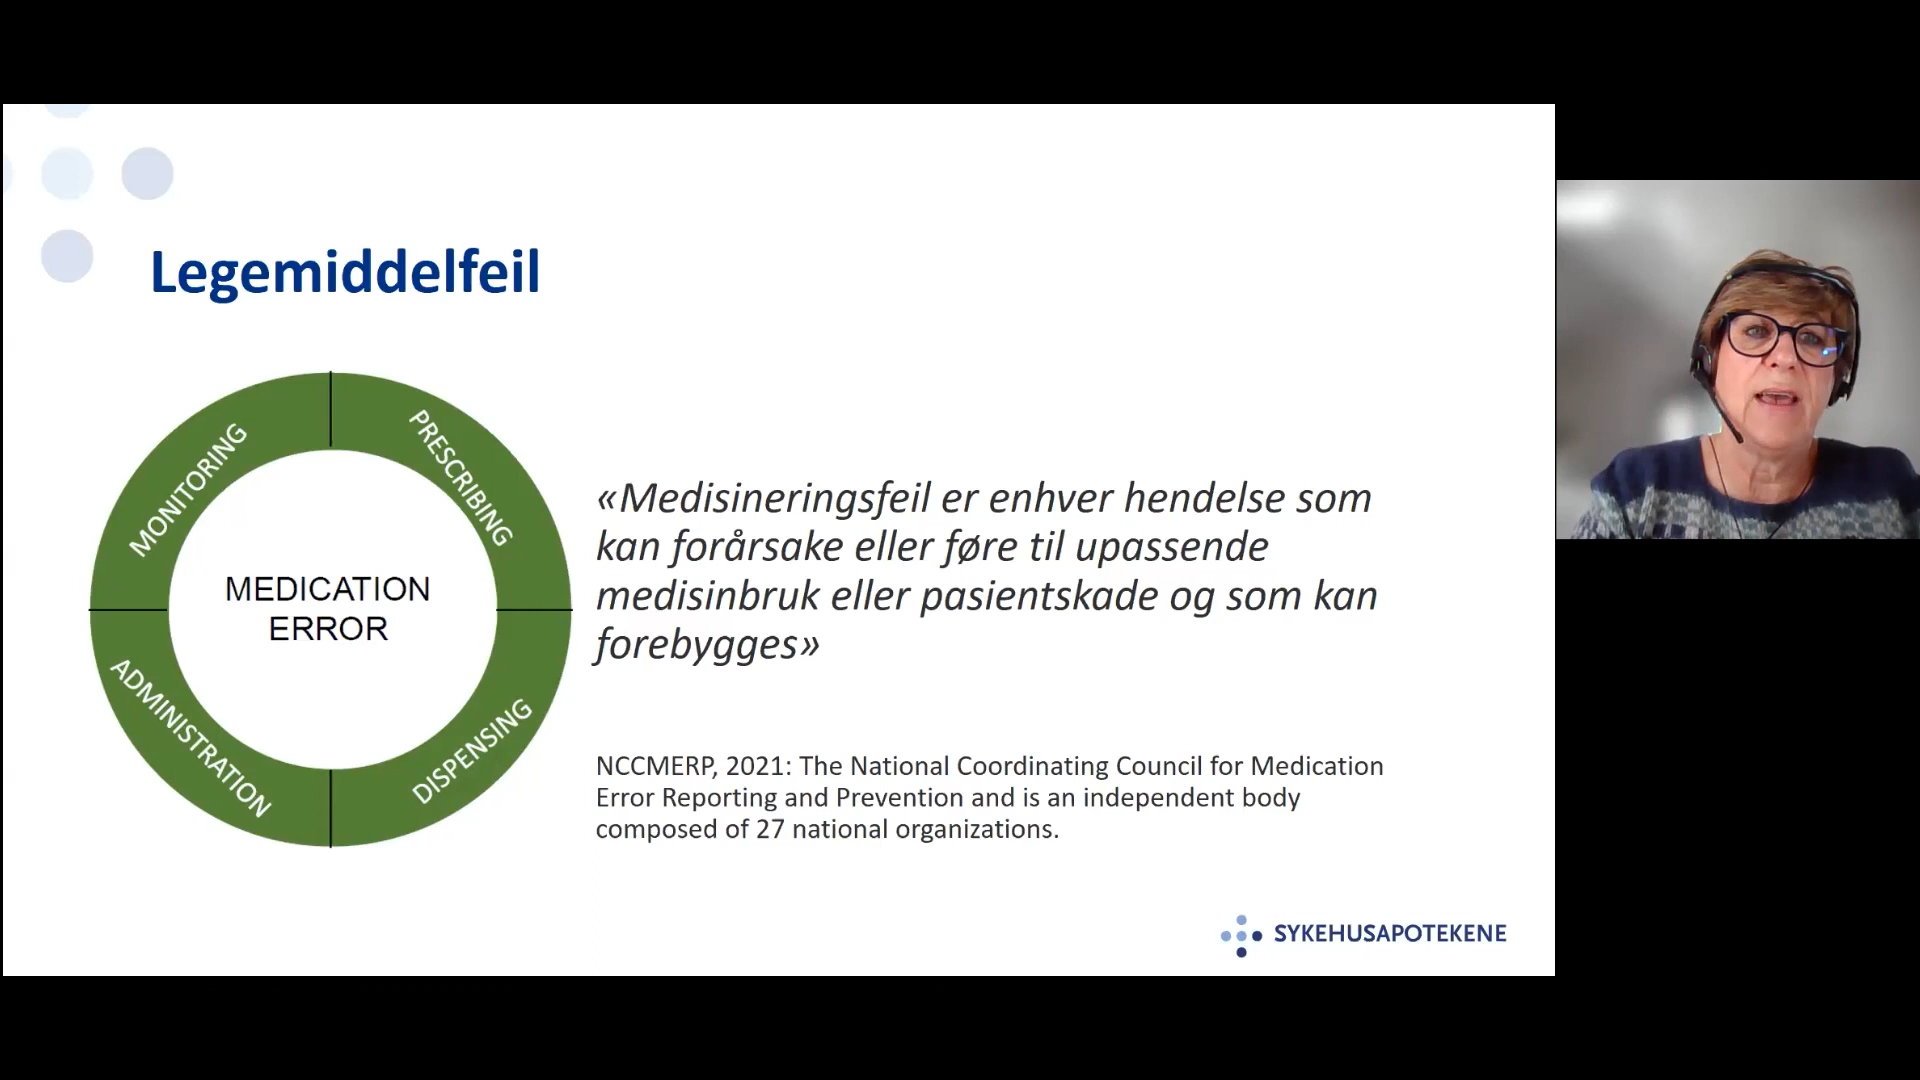 Legemiddelfeil
MONITORING
PRESCRIBING
MEDICATION
ERROR
ADMINISTRATION
DISPENSING
«Medisineringsfeil er enhver hendelse som
kan forårsake eller føre til upassende
medisinbruk eller pasientskade og som kan
forebygges»
NCCMERP, 2021: The National Coordinating Council for Medication
Error Reporting and Prevention and is an independent body
composed of 27 national organizations.
SYKEHUSAPOTEKENE